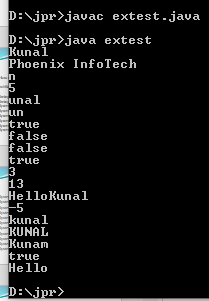 D:\jpr>javac extest.java
D:\jpr>java extest
Kunal
Phoenix InfoTech
n
5
unal
un
true
false
false
true
3
13
HelloKunal
-5
kunal
KUNAL
Kunam
true
Hello
D:\jpr>